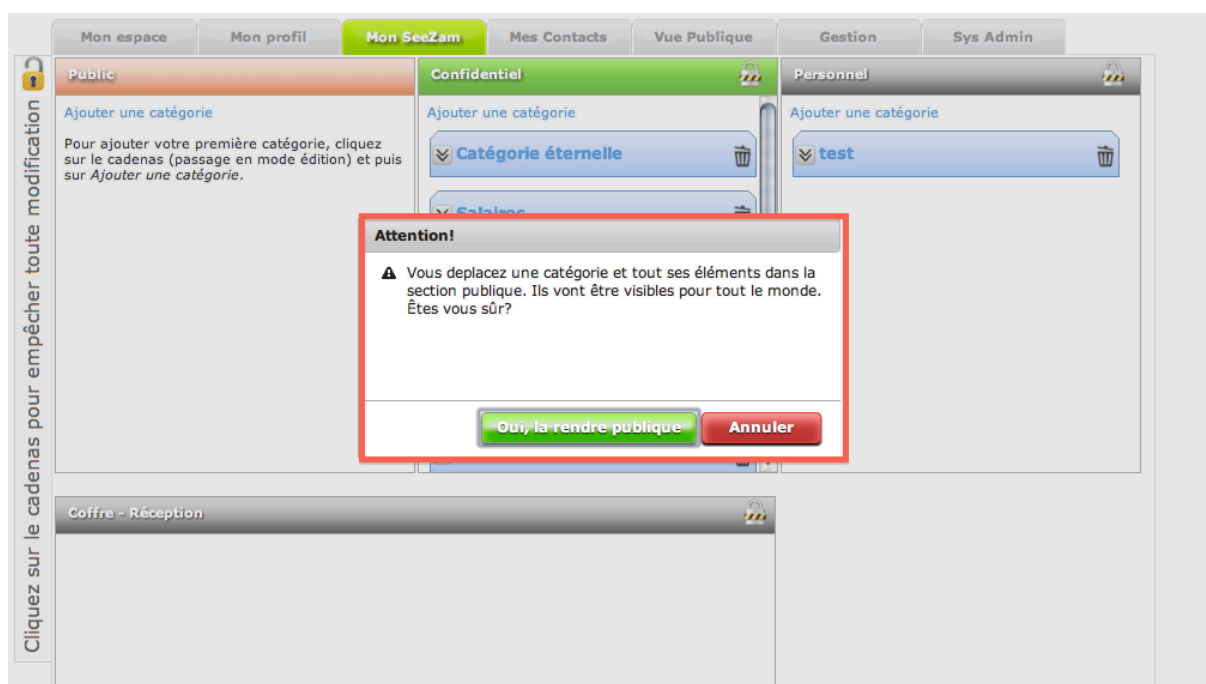 Mon espace
Mon profil
Mon SeeZam
Mes Contacts
Vue Publique
Gestion
Sys Admin
Cliquez sur le cadenas pour empêcher toute modification
Public
Ajouter une catégorie
Pour ajouter votre première catégorie, cliquez
sur le cadenas (passage en mode édition) et puis
sur Ajouter une catégorie.
Confidentiel
Ajouter une catégorie
Catégorie éternelle
Salaires
Personnel
Ajouter une catégorie
test
Attention!
Vous deplacez une catégorie et tout ses éléments dans la
section publique. Ils vont être visibles pour tout le monde.
Êtes vous sûr?
Oui, la rendre publique
Annuler
Coffre - Réception